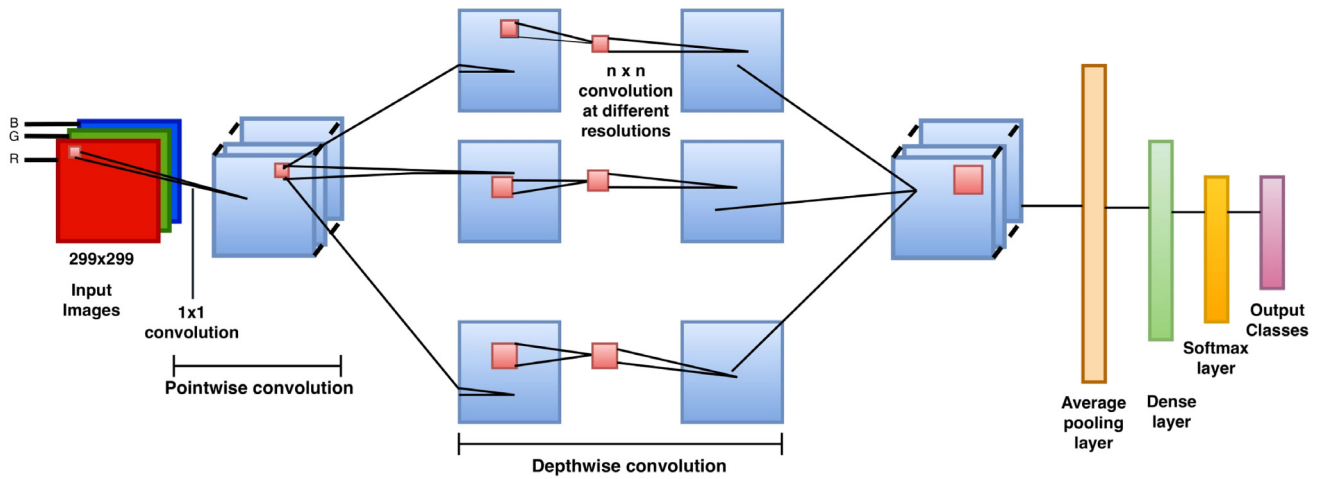 B
G
R
299x299
Input
Images
1x1
convolution
Pointwise convolution
n x n
convolution
at different
resolutions
Depthwise convolution
Average
pooling
layer
Dense
layer
Softmax
layer
Output
Classes